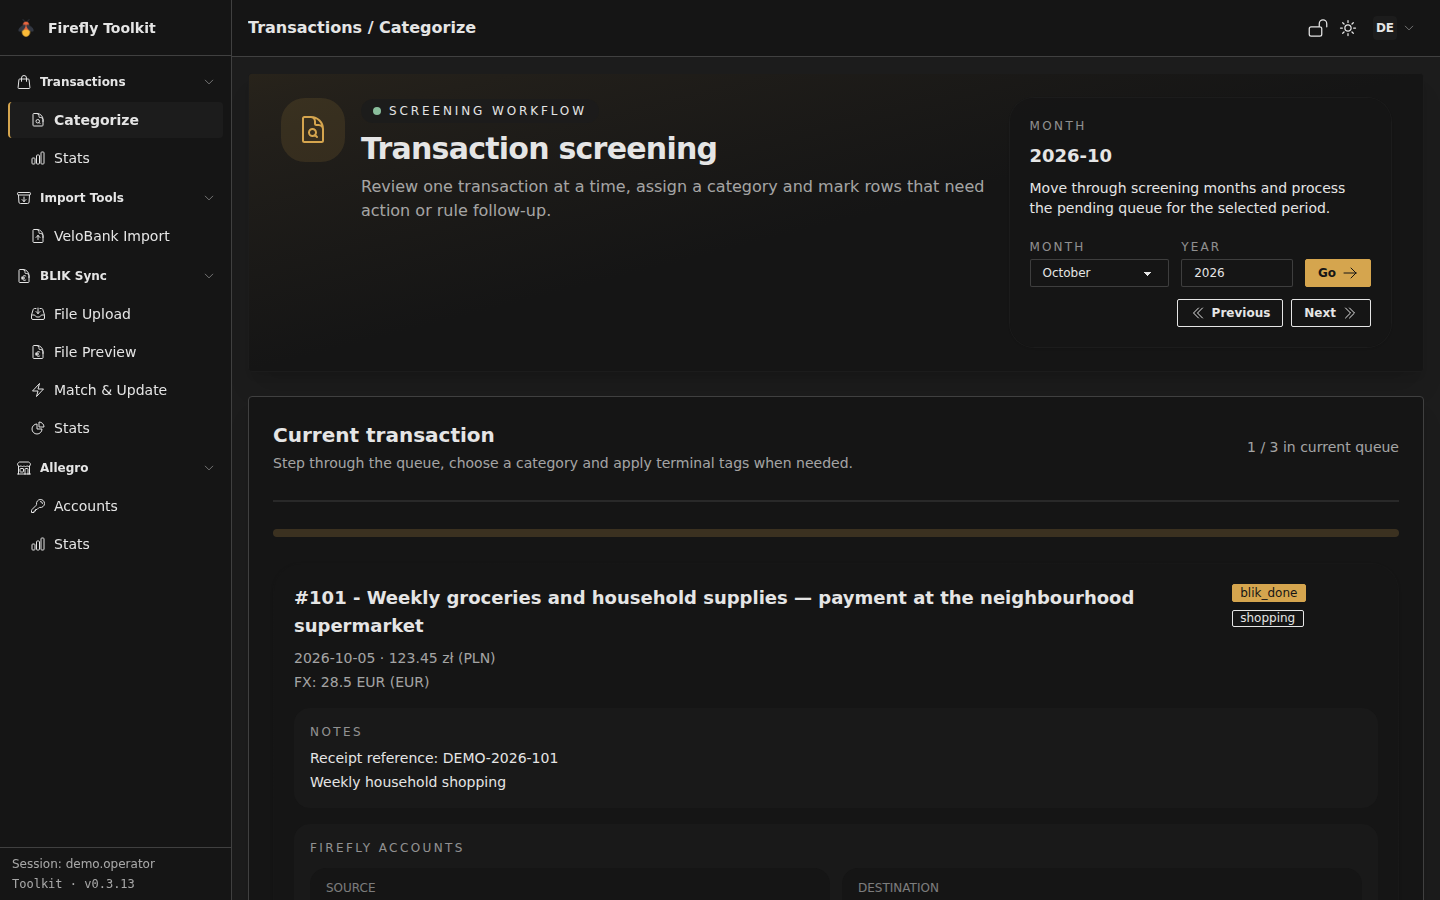 Firefly Toolkit
Transactions
Categorize
Stats
Import Tools
VeloBank Import
BLIK Sync
File Upload
File Preview
Match & Update
Stats
Allegro
Accounts
Stats
Session: demo.operator
Toolkit · v0.3.13
Transactions / Categorize
DE
SCREENING WORKFLOW
Transaction screening
Review one transaction at a time, assign a category and mark rows that need
action or rule follow-up.
MONTH
2026-10
Move through screening months and process
the pending queue for the selected period.
MONTH YEAR
October 2026 Go
Previous Next
Current transaction
Step through the queue, choose a category and apply terminal tags when needed.
1 / 3 in current queue
#101 - Weekly groceries and household supplies — payment at the neighbourhood
supermarket
blik_done
shopping
2026-10-05 · 123.45 zł (PLN)
FX: 28.5 EUR (EUR)
NOTES
Receipt reference: DEMO-2026-101
Weekly household shopping
FIREFLY ACCOUNTS
SOURCE DESTINATION